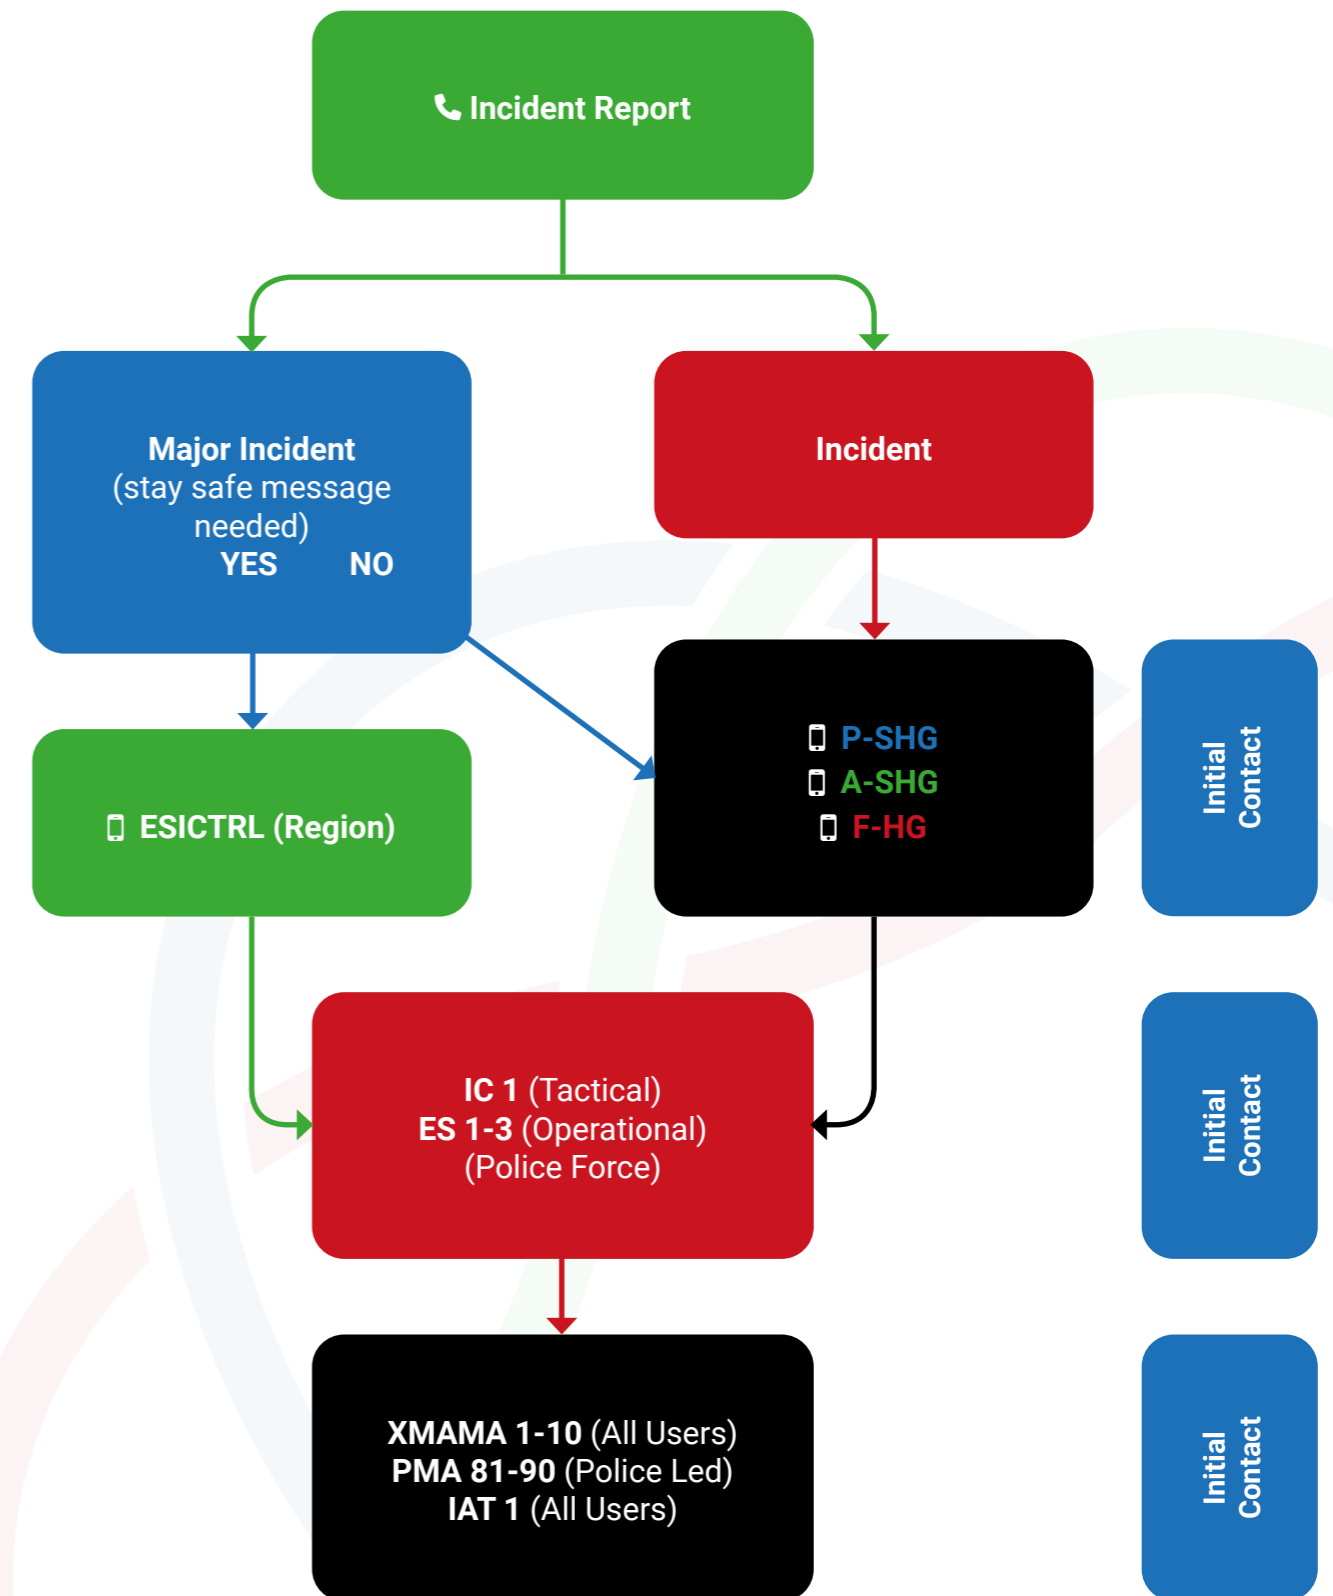 Incident Report
Major Incident
(stay safe message
needed)
YES NO
Incident
ESICTRL (Region)
P-SHG
A-SHG
F-HG
Initial
Contact
IC 1 (Tactical)
ES 1-3 (Operational)
(Police Force)
Initial
Contact
XMAMA 1-10 (All Users)
PMA 81-90 (Police Led)
IAT 1 (All Users)
Initial
Contact